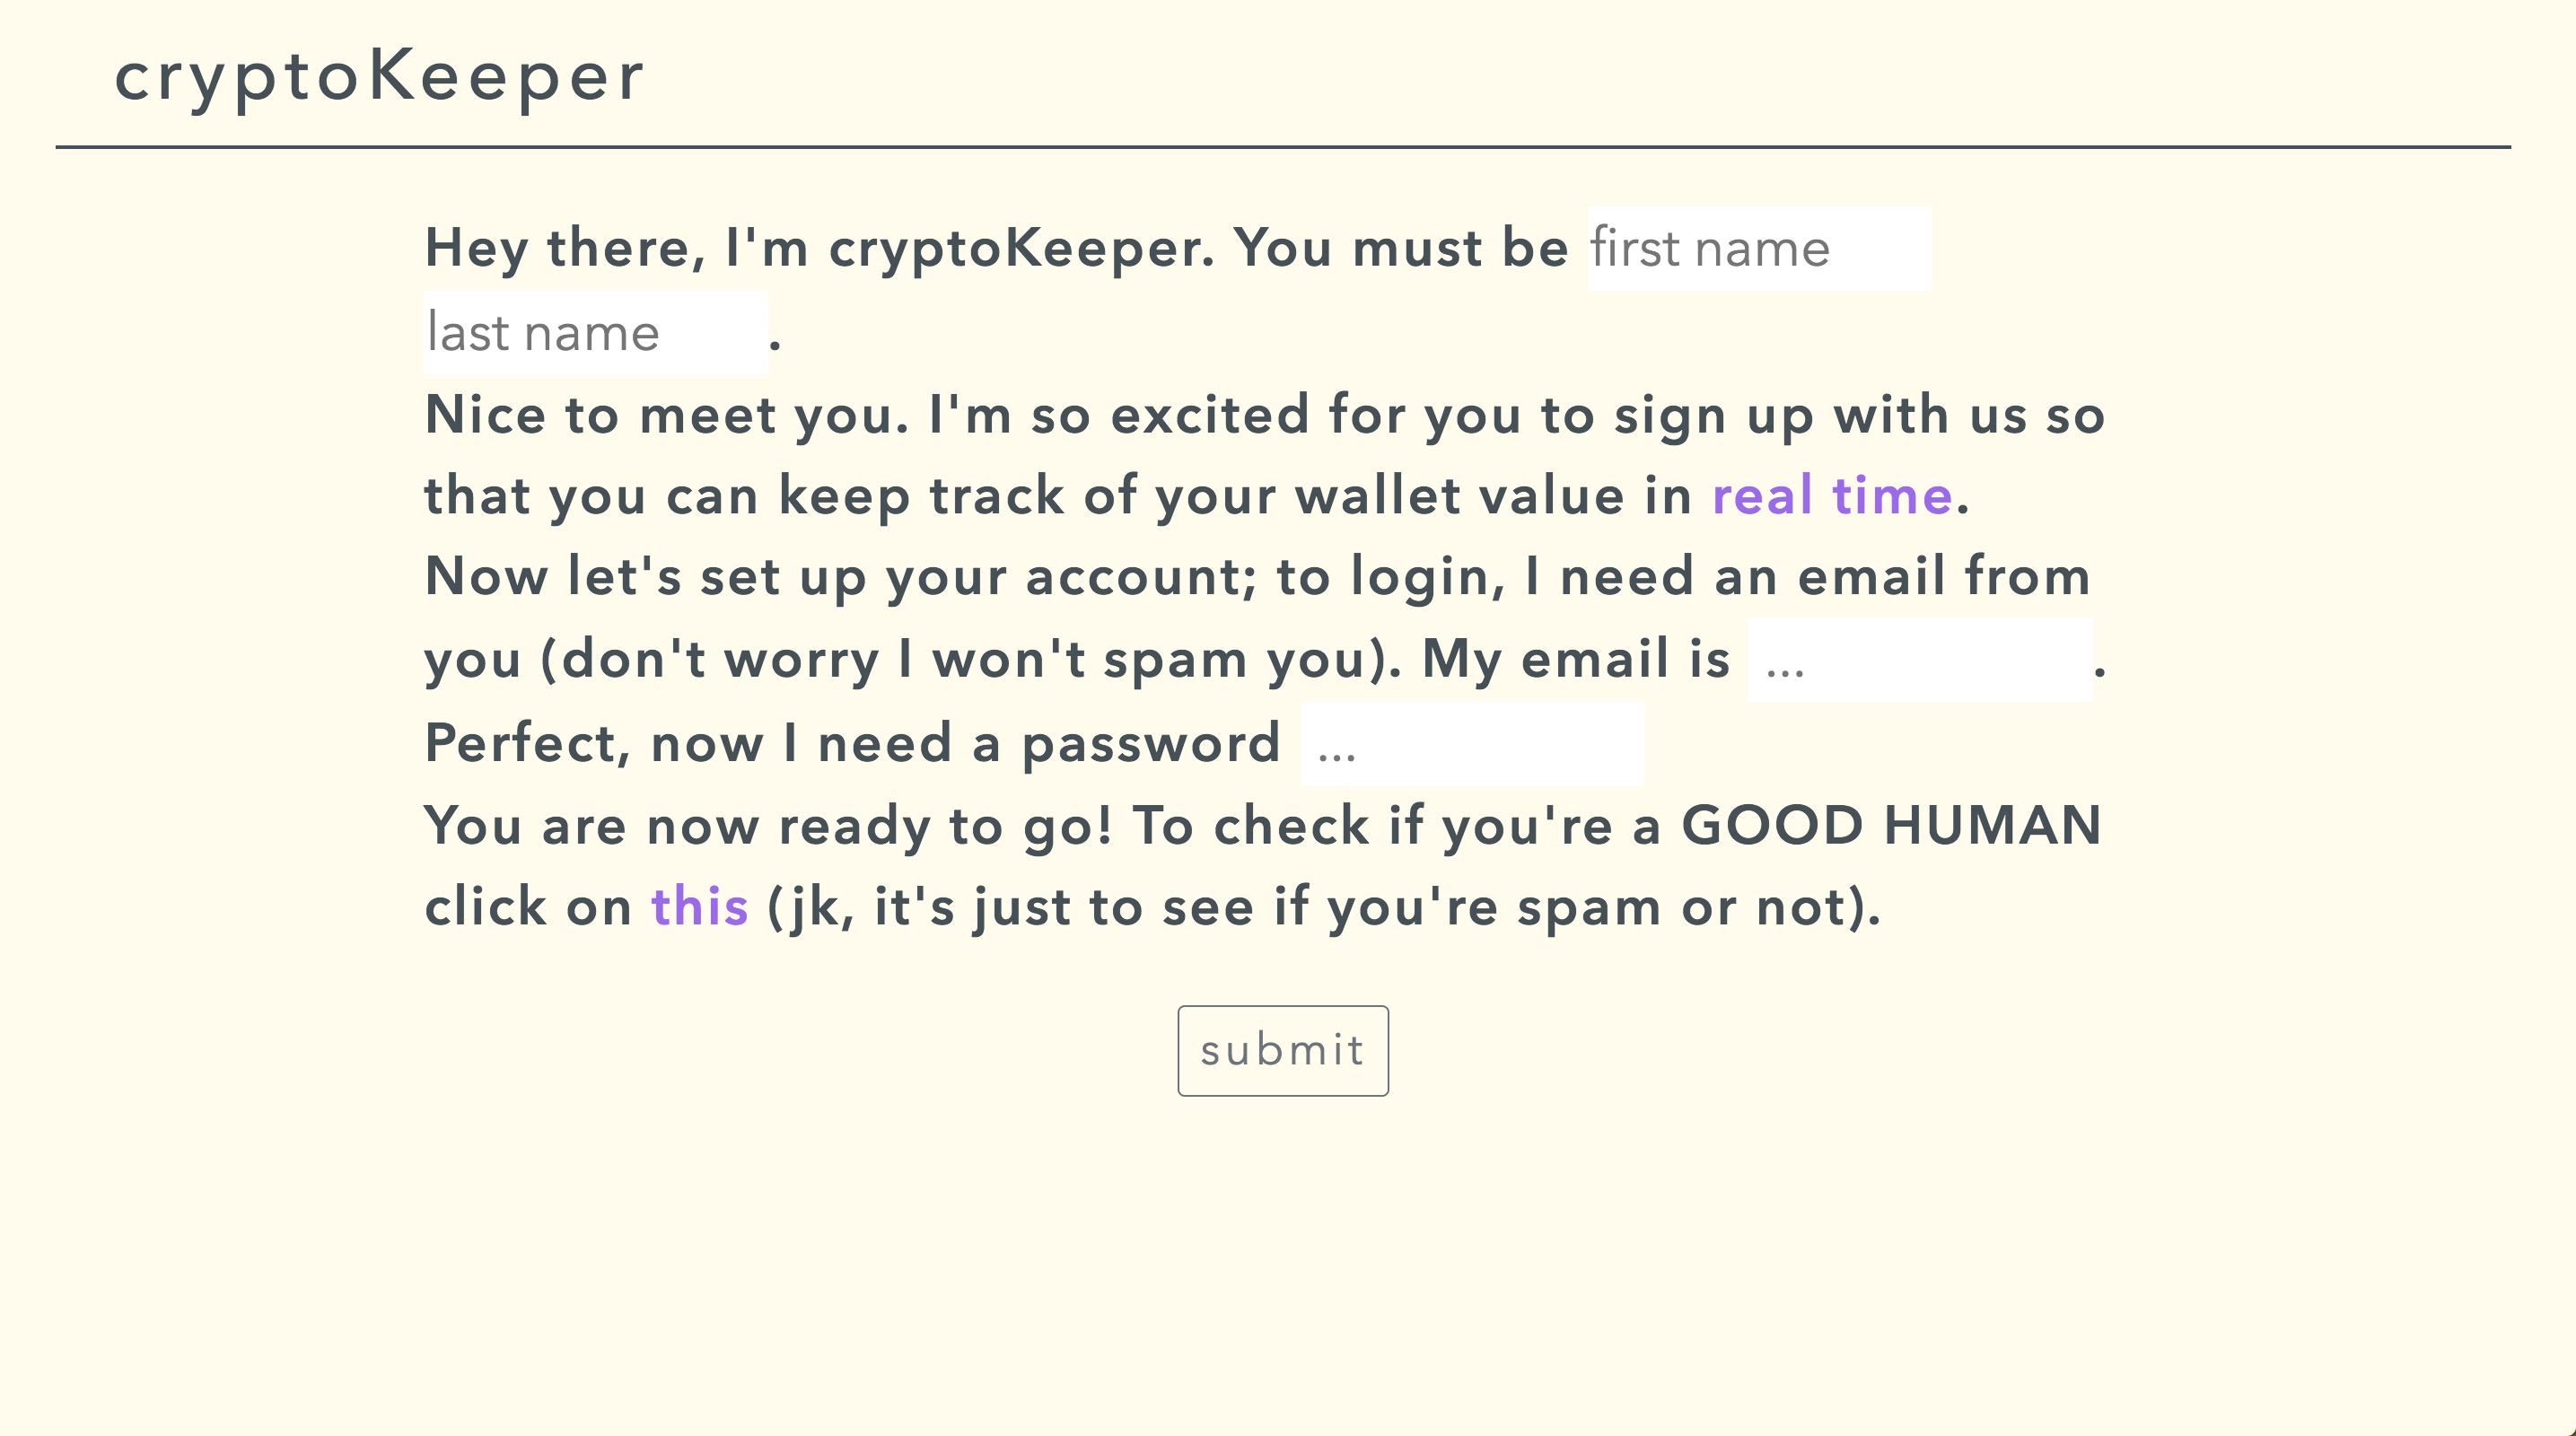 cryptoKeeper
Hey there, I'm cryptoKeeper. You must be first name
last name .
Nice to meet you. I'm so excited for you to sign up with us so
that you can keep track of your wallet value in real time.
Now let's set up your account; to login, I need an email from
you (don't worry I won't spam you). My email is ... .
Perfect, now I need a password ...
You are now ready to go! To check if you're a GOOD HUMAN
click on this (jk, it's just to see if you're spam or not).
submit